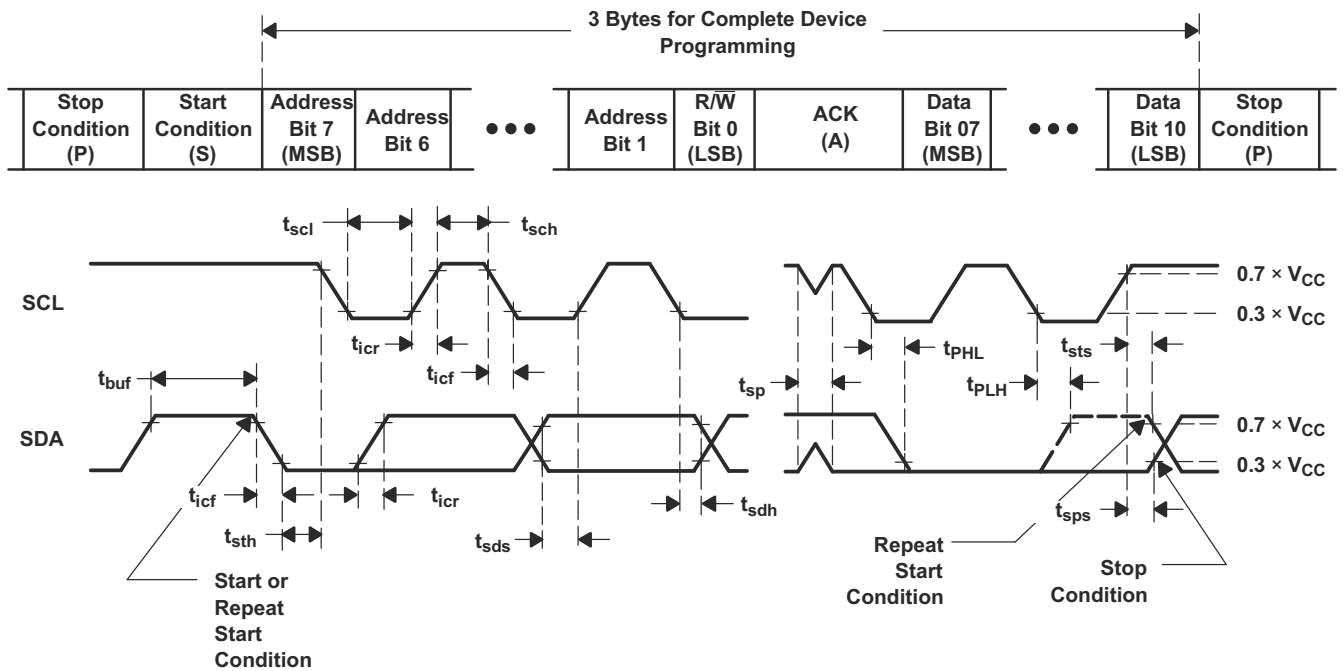 3 Bytes for Complete Device
Programming
Stop
Condition
(P)
Start
Condition
(S)
Address
Bit 7
(MSB)
Address
Bit 6
•••
Address
Bit 1
R/W̅
Bit 0
(LSB)
ACK
(A)
Data
Bit 07
(MSB)
•••
Data
Bit 10
(LSB)
Stop
Condition
(P)
tscl
tsch
SCL
0.7 × VCC
0.3 × VCC
ticr
ticf
tPHL
tsts
tbuf
tsp
tPLH
SDA
0.7 × VCC
0.3 × VCC
ticf
ticr
tsdh
tsps
tsth
tsds
Start or
Repeat
Start
Condition
Repeat
Start
Condition
Stop
Condition